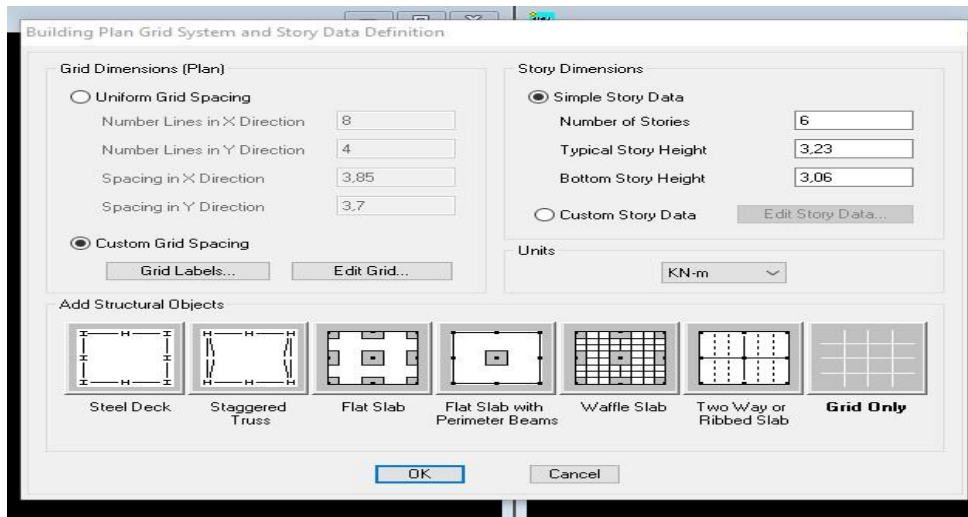 Building Plan Grid System and Story Data Definition
Grid Dimensions (Plan)
Uniform Grid Spacing
Number Lines in X Direction 8
Number Lines in Y Direction 4
Spacing in X Direction 3,85
Spacing in Y Direction 3,7
Custom Grid Spacing
Grid Labels... Edit Grid...
Story Dimensions
Simple Story Data
Number of Stories 6
Typical Story Height 3,23
Bottom Story Height 3,06
Custom Story Data Edit Story Data...
Units
KN-m
Add Structural Objects
Steel Deck
Staggered
Truss
Flat Slab
Flat Slab with
Perimeter Beams
Waffle Slab
Two Way or
Ribbed Slab
Grid Only
OK Cancel